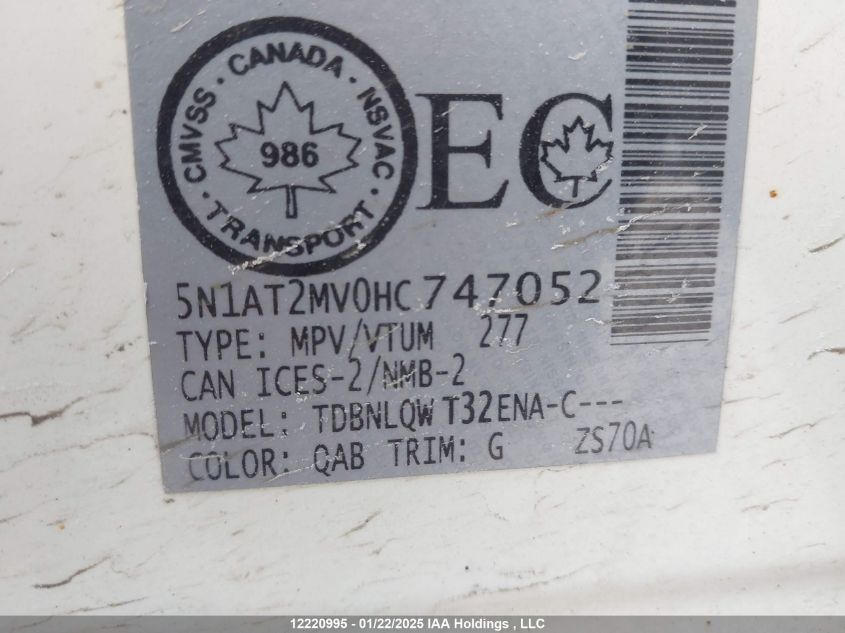 CMVSS · CANADA · NSVAC ·
986
TRANSPORT
EC
5N1AT2MV0HC747052
TYPE: MPV/VTUM 277
CAN ICES-2/NMB-2
MODEL: TDBNLQW T32ENA-C---
COLOR: QAB TRIM: G ZS70A
12220995 - 01/22/2025 IAA Holdings , LLC